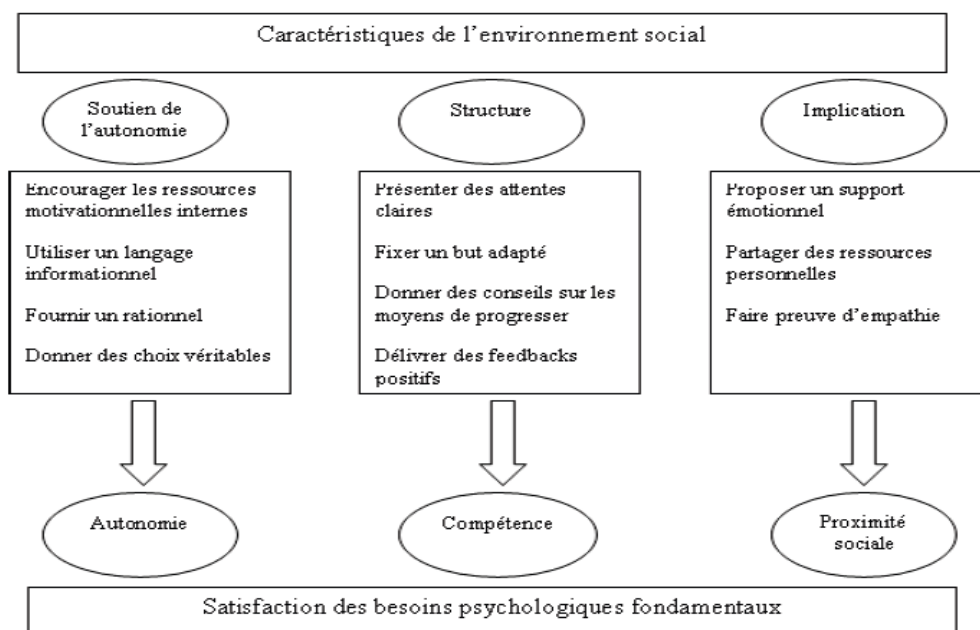 Caractéristiques de l'environnement social
Soutien de
l'autonomie
Structure
Implication
Encourager les ressources
motivationnelles internes
Utiliser un langage
informationnel
Fournir un rationnel
Donner des choix véritables
Présenter des attentes
claires
Fixer un but adapté
Donner des conseils sur les
moyens de progresser
Délivrer des feedbacks
positifs
Proposer un support
émotionnel
Partager des ressources
personnelles
Faire preuve d'empathie
Autonomie
Compétence
Proximité
sociale
Satisfaction des besoins psychologiques fondamentaux